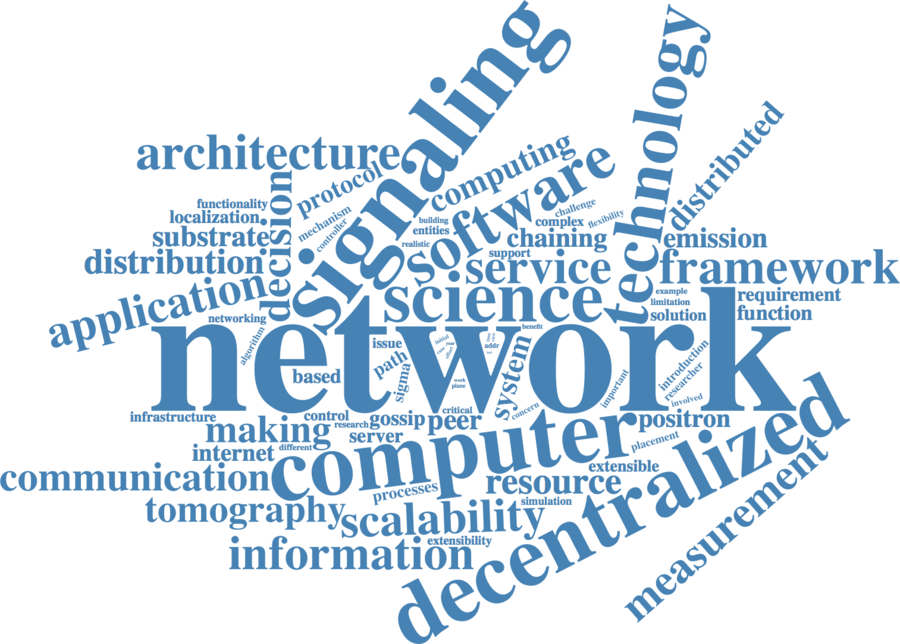 signaling
technology
architecture
computing
distributed
protocol
decision
software
functionality
localization
mechanism
controller
building
entities
challenge
complex
flexibility
substrate
realistic
support
chaining
emission
distribution
service
framework
application
science
example
limitation
solution
requirement
function
networking
algorithm
network
issue
path
sigma
based
initial
addr
benefit
system
work
plane
important
introduction
researcher
involved
infrastructure
control
research
gossip
critical
peer
concern
positron
making
server
computer
placement
internet
different
decentralized
communication
processes
resource
extensible
simulation
tomography
scalability
extensibility
information
measurement